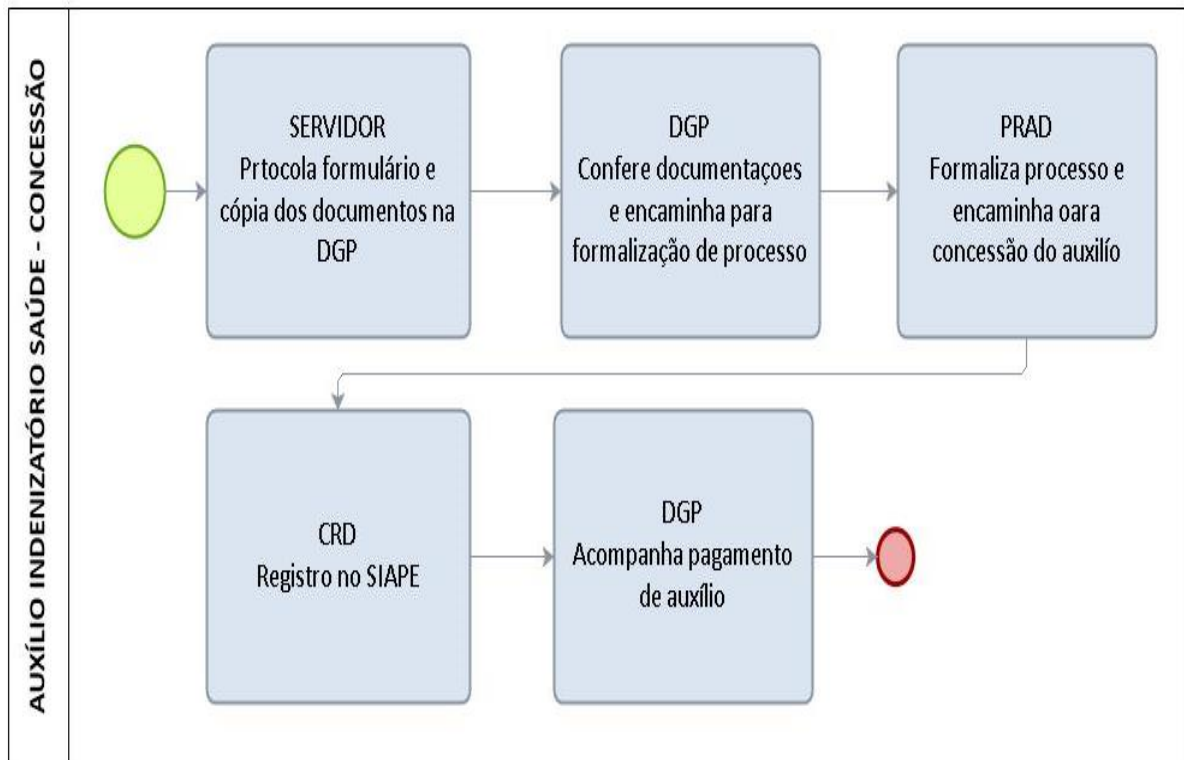 AUXÍLIO INDENIZATÓRIO SAÚDE - CONCESSÃO
SERVIDOR
Prtocola formulário e
cópia dos documentos na
DGP
DGP
Confere documentaçoes
e encaminha para
formalização de processo
PRAD
Formaliza processo e
encaminha oara
concessão do auxilío
CRD
Registro no SIAPE
DGP
Acompanha pagamento
de auxílio